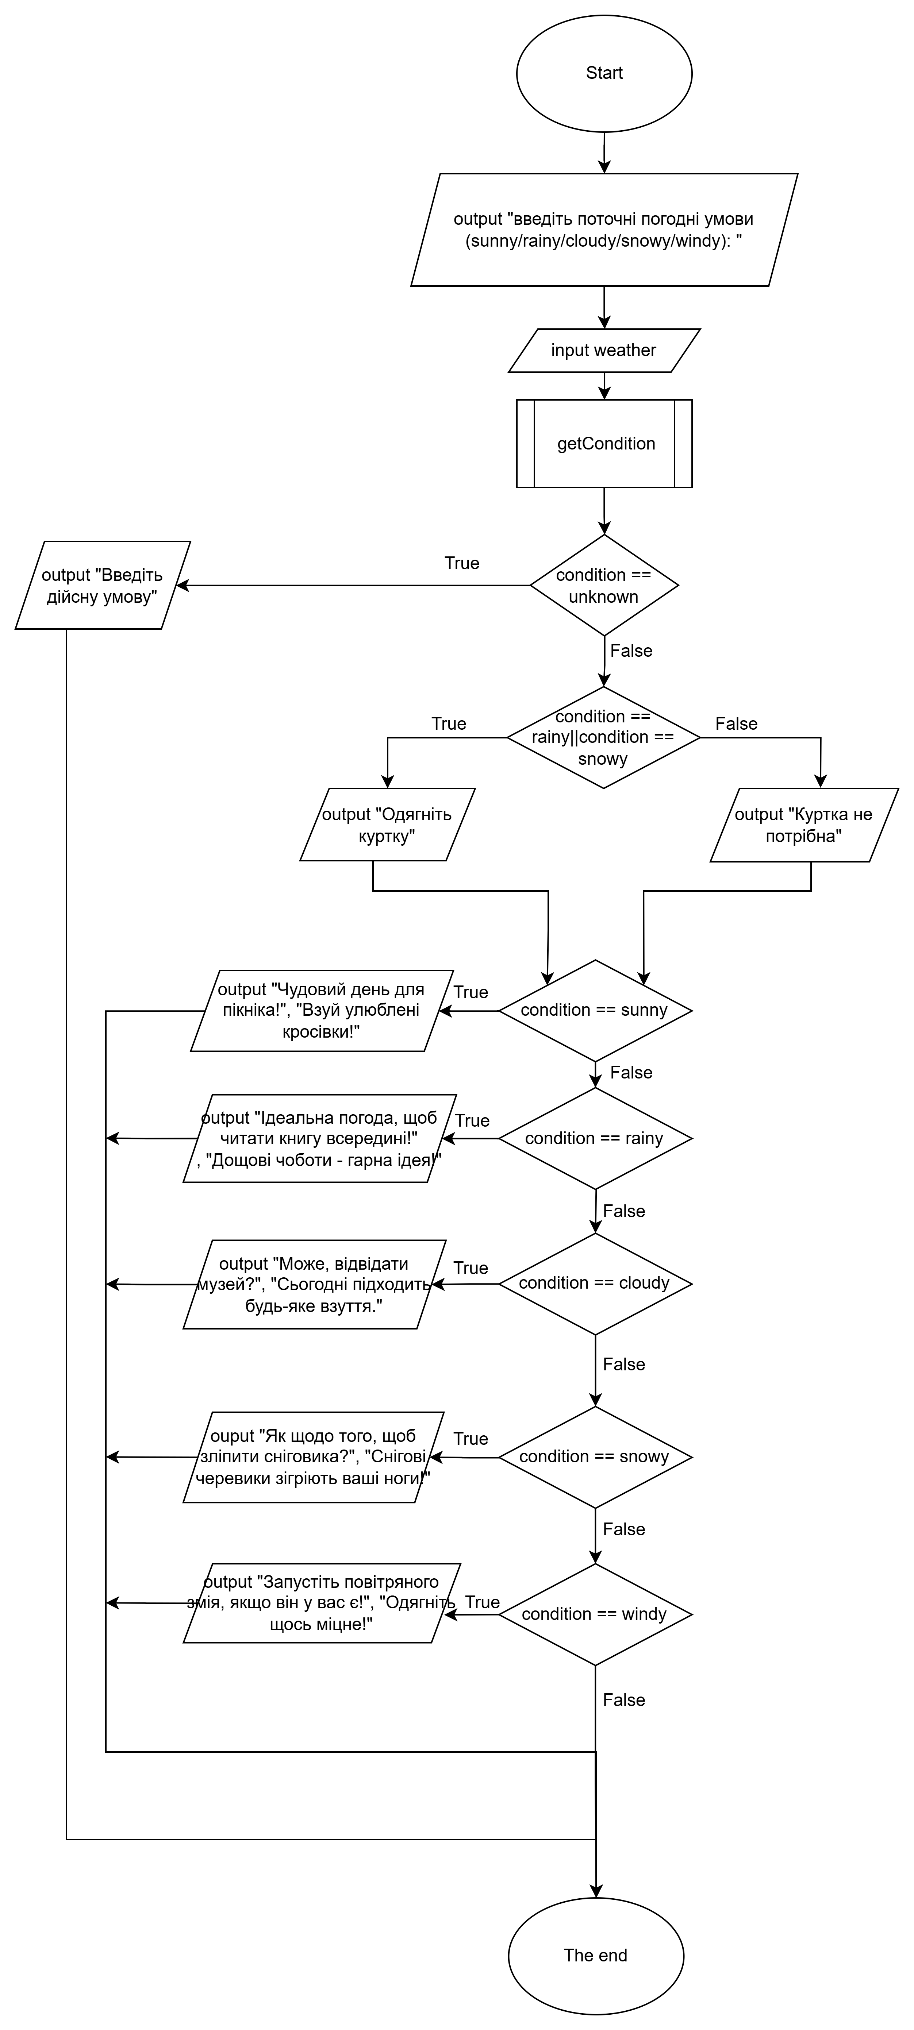 Start
output "введіть поточні погодні умови
(sunny/rainy/cloudy/snowy/windy): "
input weather
getCondition
True
condition ==
unknown
output "Введіть
дійсну умову"
False
True
condition ==
rainy||condition ==
snowy
False
output "Одягніть
куртку"
output "Куртка не
потрібна"
output "Чудовий день для
пікніка!", "Взуй улюблені
кросівки!"
True
condition == sunny
False
output "Ідеальна погода, щоб
читати книгу всередині!"
, "Дощові чоботи - гарна ідея!"
True
condition == rainy
False
output "Може, відвідати
музей?", "Сьогодні підходить
будь-яке взуття."
True
condition == cloudy
False
ouput "Як щодо того, щоб
зліпити сніговика?", "Снігові
черевики зігріють ваші ноги!"
True
condition == snowy
False
output "Запустіть повітряного
змія, якщо він у вас є!", "Одягніть
щось міцне!"
True
condition == windy
False
The end